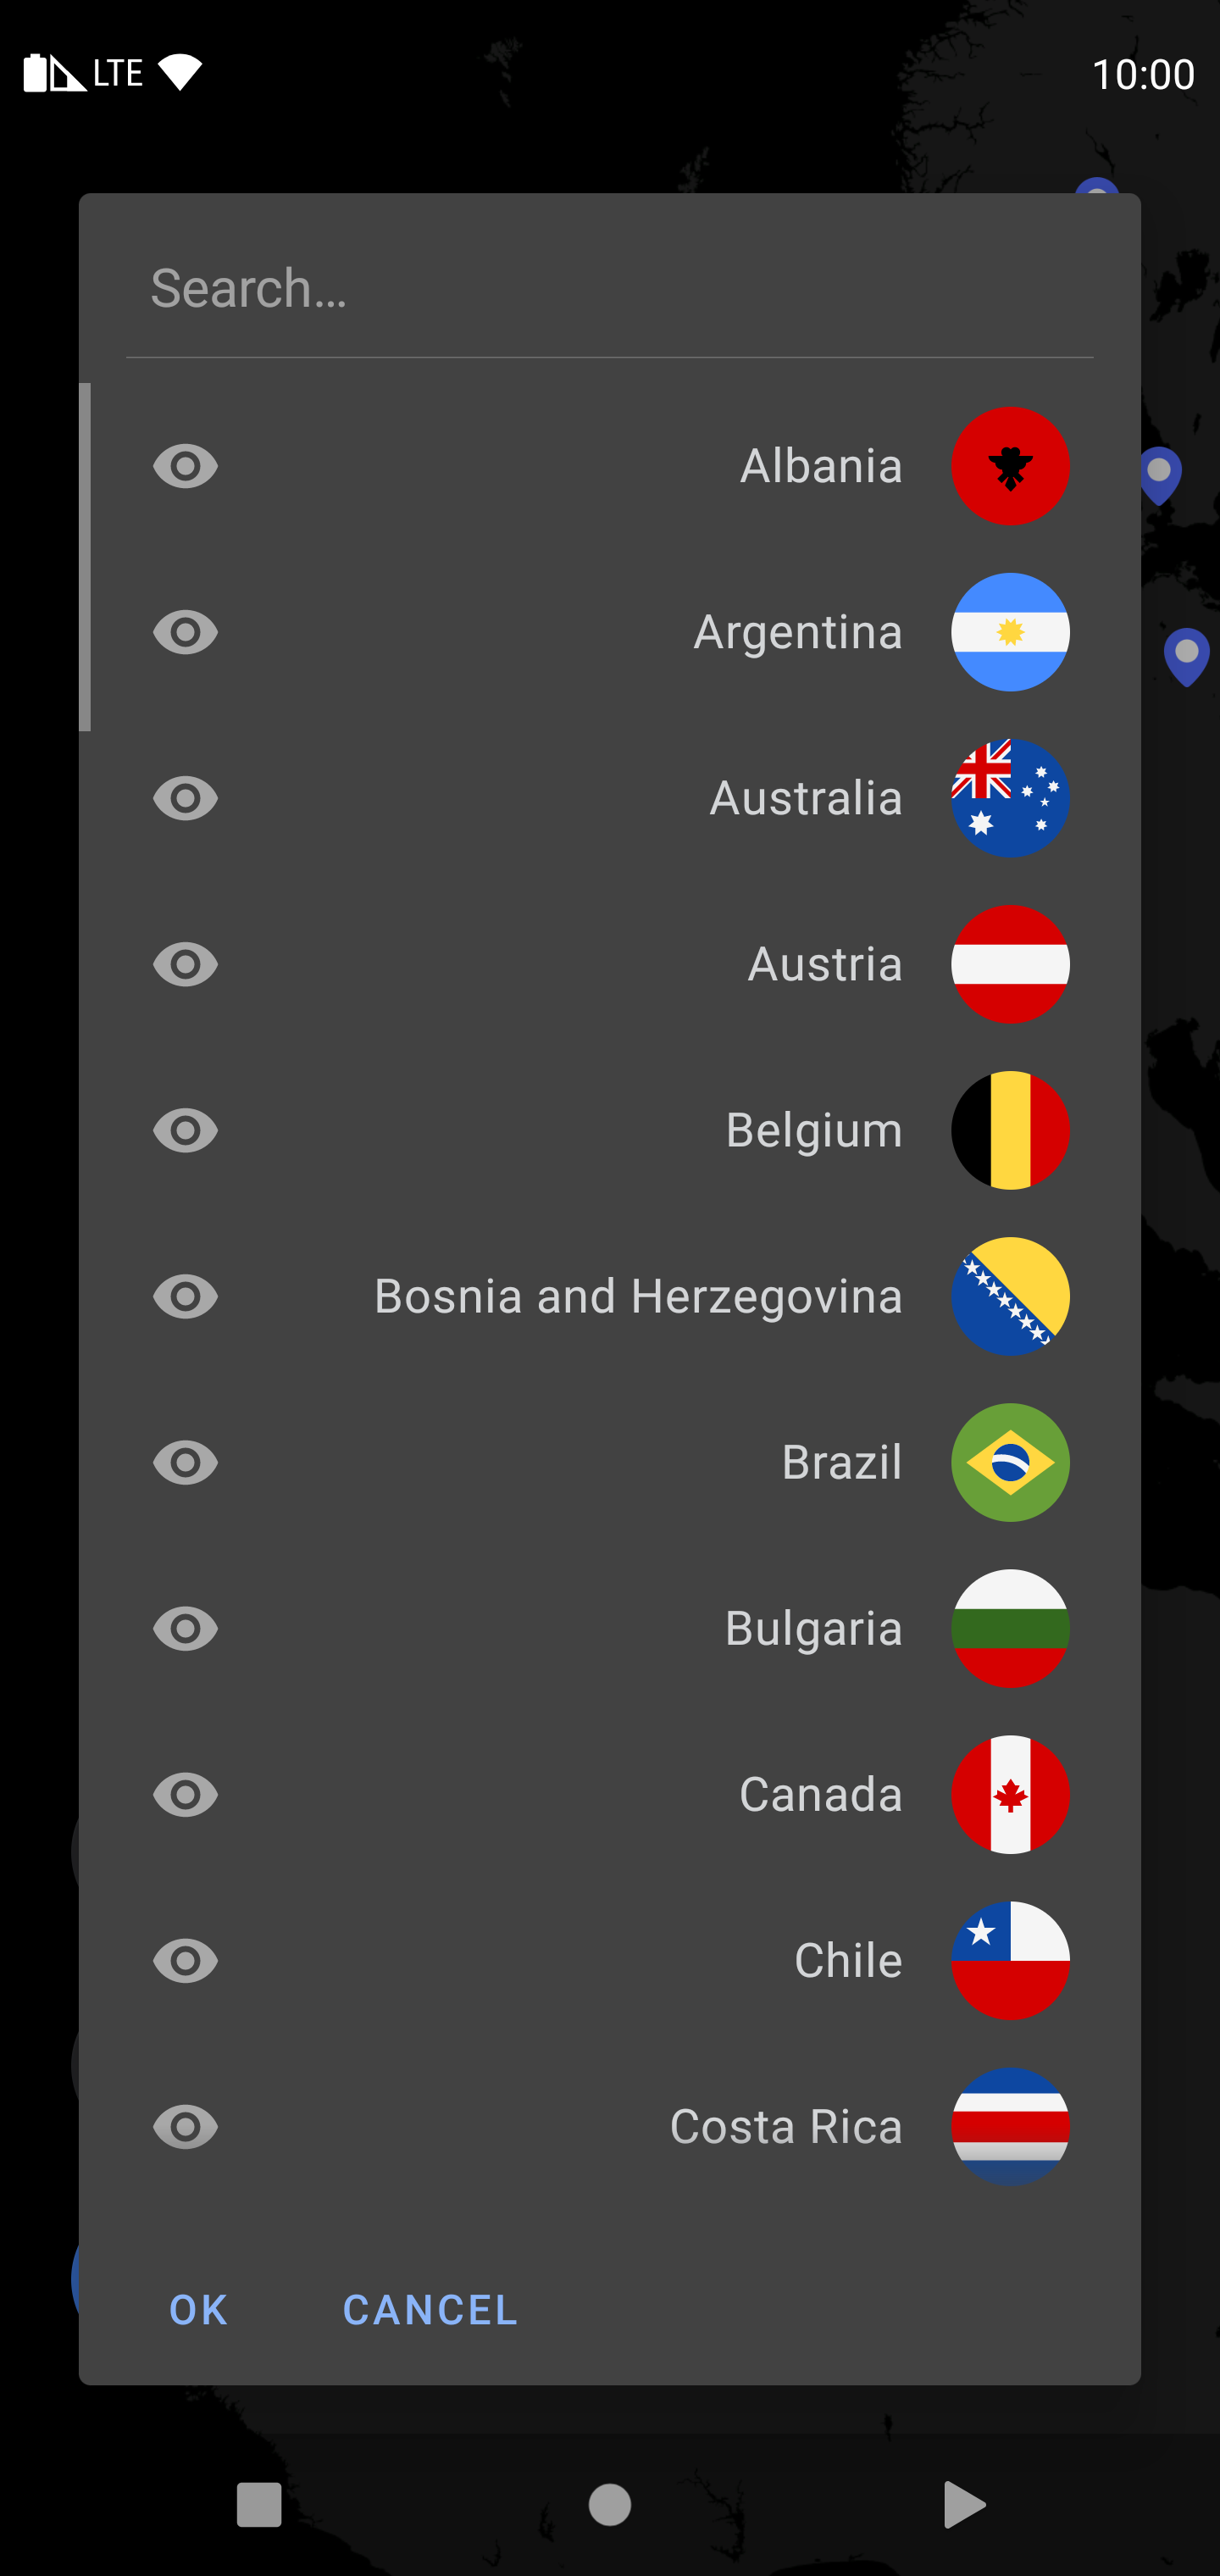 LTE
10:00
Search…
Albania
Argentina
Australia
Austria
Belgium
Bosnia and Herzegovina
Brazil
Bulgaria
Canada
Chile
Costa Rica
OK CANCEL